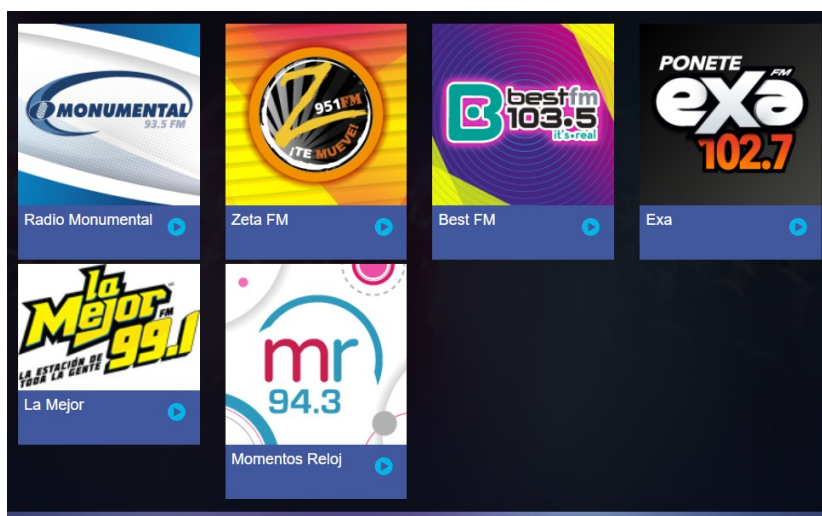 MONUMENTAL
93.5 FM
Radio Monumental
Z
951FM
¡TE MUEVE!
Zeta FM
B
bestfm
103.5
it's•real
Best FM
PONETE
exa
FM
102.7
Exa
la
Mejor
FM
99.1
LA ESTACIÓN DE
TODA LA GENTE
La Mejor
mr
94.3
Momentos Reloj